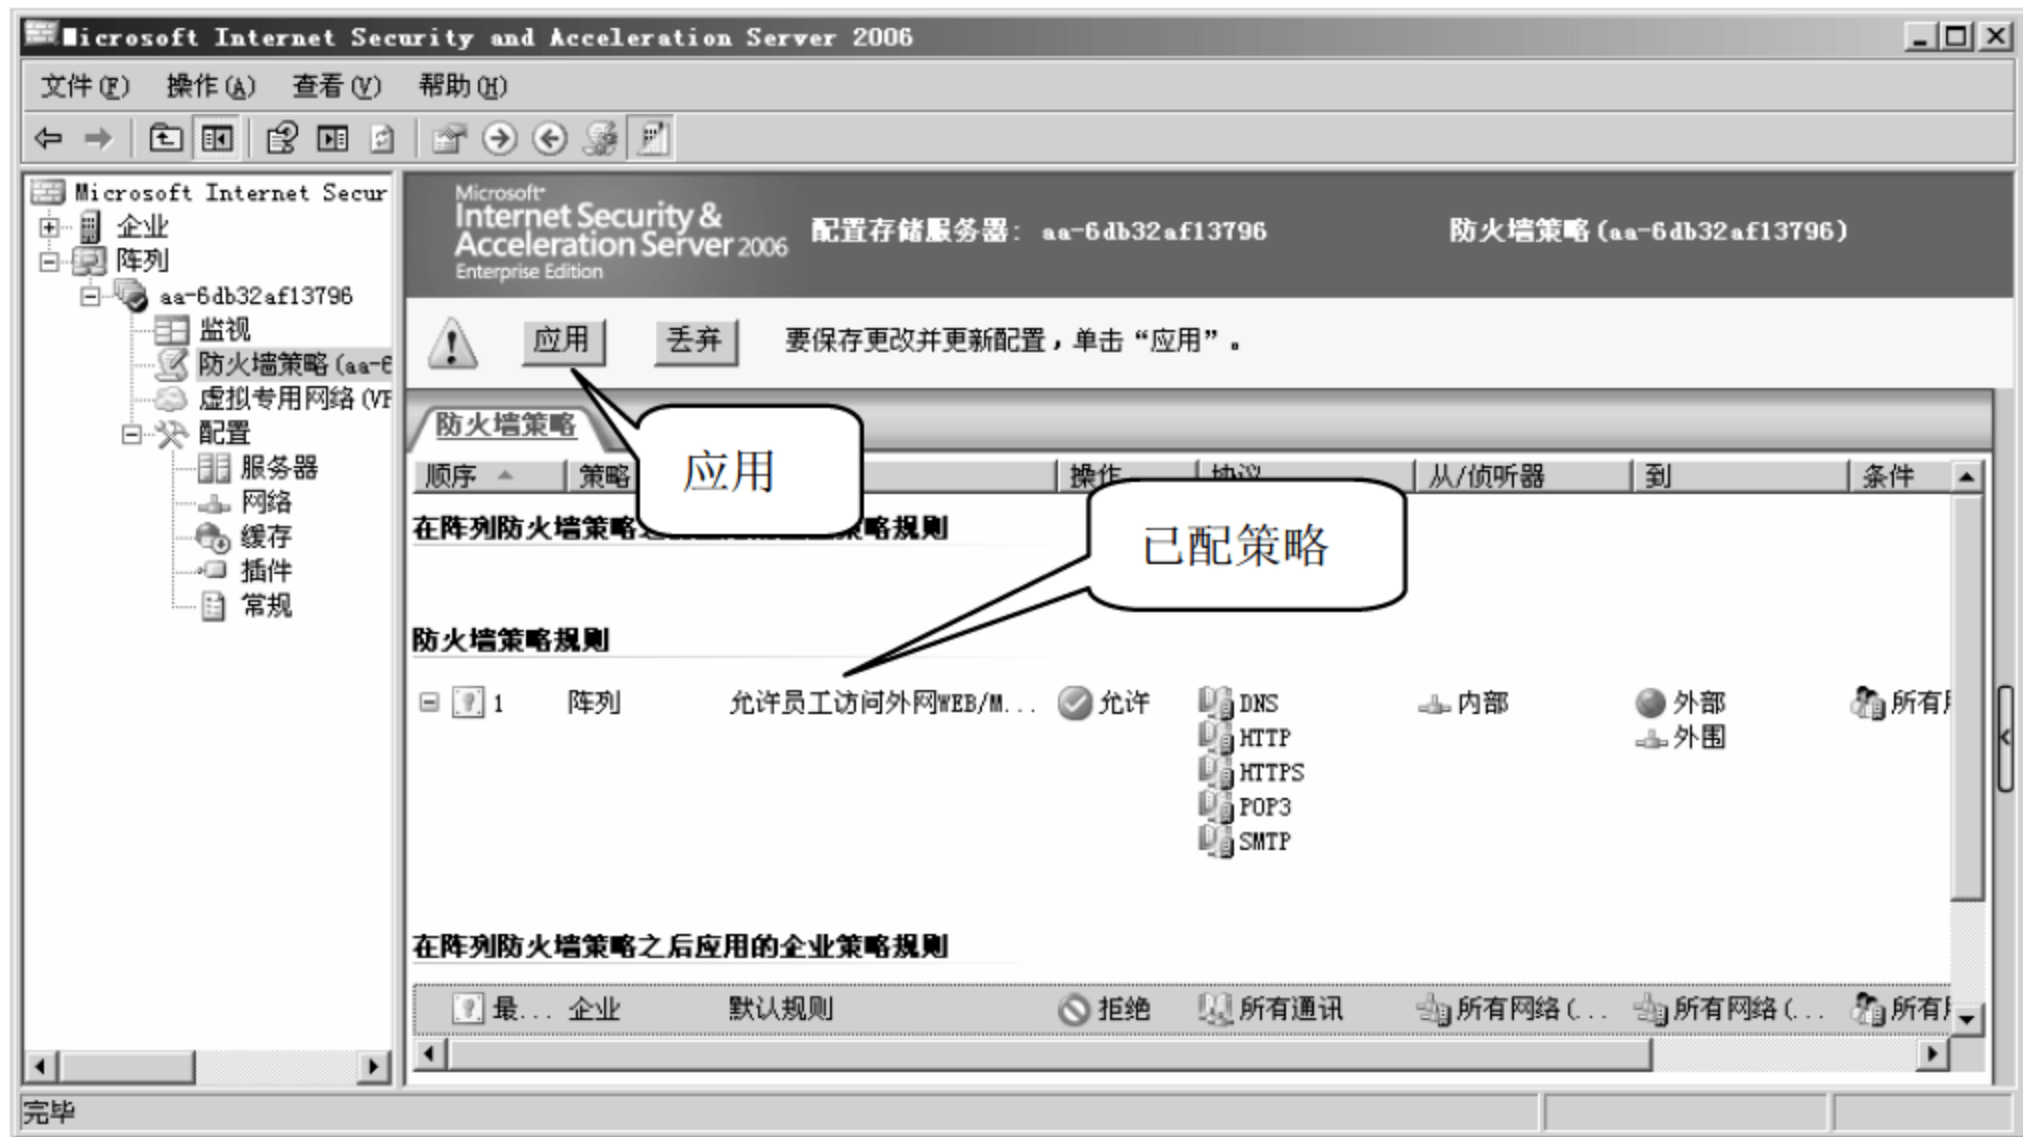 Microsoft Internet Security and Acceleration Server 2006
文件(F) 操作(A) 查看(V) 帮助(H)
Microsoft Internet Secur
企业
阵列
aa-6db32af13796
监视
防火墙策略(aa-6
虚拟专用网络(VP
配置
服务器
网络
缓存
插件
常规
Microsoft
Internet Security &
Acceleration Server 2006
Enterprise Edition
配置存储服务器: aa-6db32af13796
防火墙策略(aa-6db32af13796)
应用 丢弃 要保存更改并更新配置，单击“应用”。
防火墙策略
应用
顺序 策略 操作 协议 从/侦听器 到 条件
已配策略
在阵列防火墙策略 策略规则
防火墙策略规则
1 阵列 允许员工访问外网WEB/M... 允许 DNS 内部 外部 所有
HTTP 外围
HTTPS
POP3
SMTP
在阵列防火墙策略之后应用的企业策略规则
最... 企业 默认规则 拒绝 所有通讯 所有网络(... 所有网络(... 所有
完毕